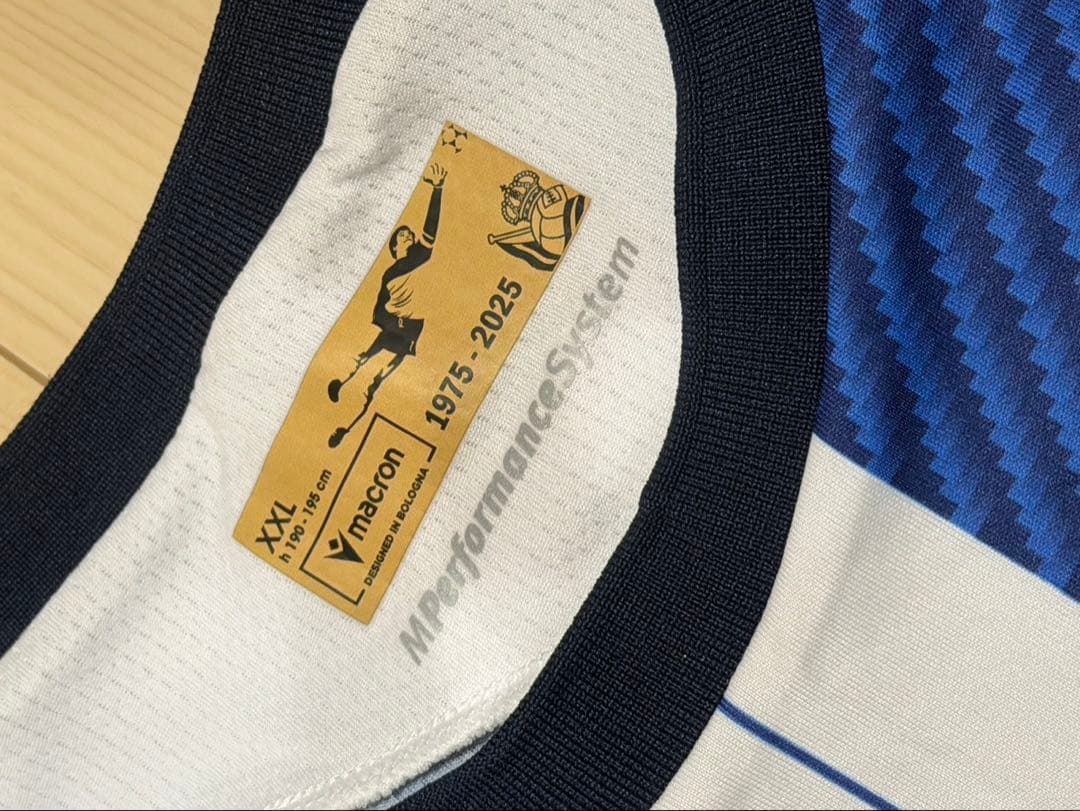 1975 - 2025
XXL
h 190 - 195 cm
macron
DESIGNED IN BOLOGNA
MPerformanceSystem